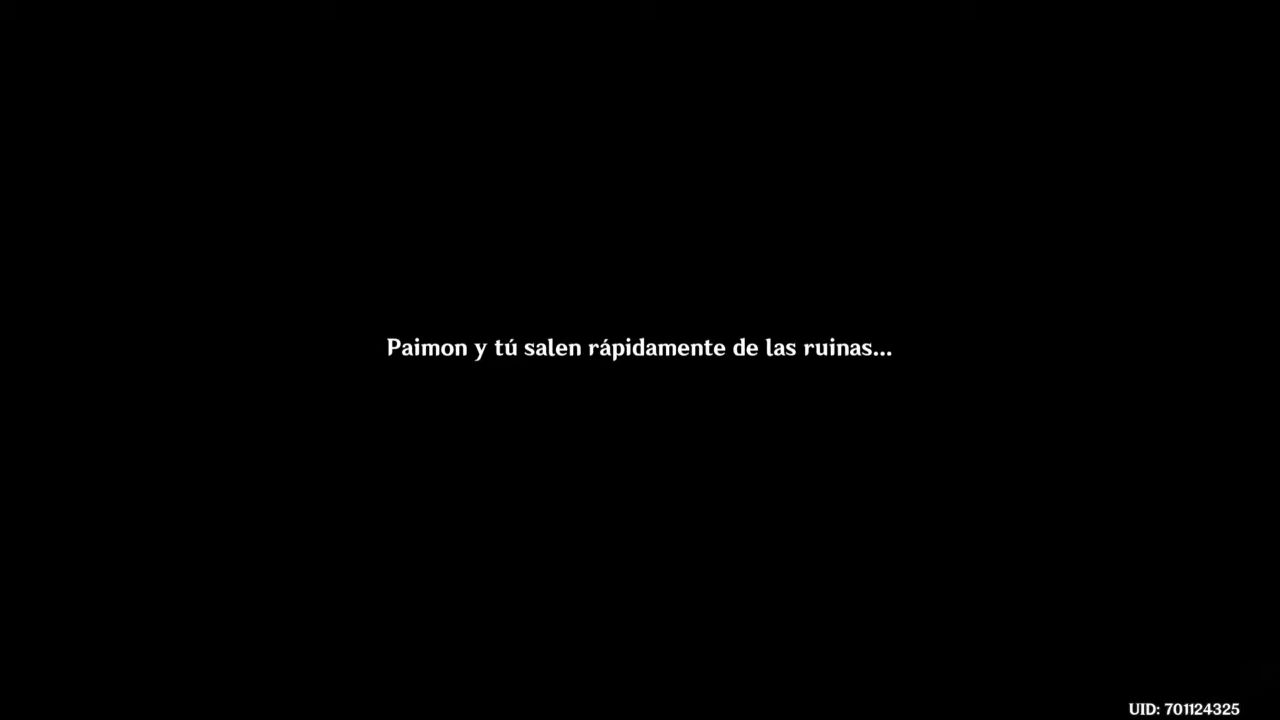 Paimon y tú salen rápidamente de las ruinas...
UID: 701124325